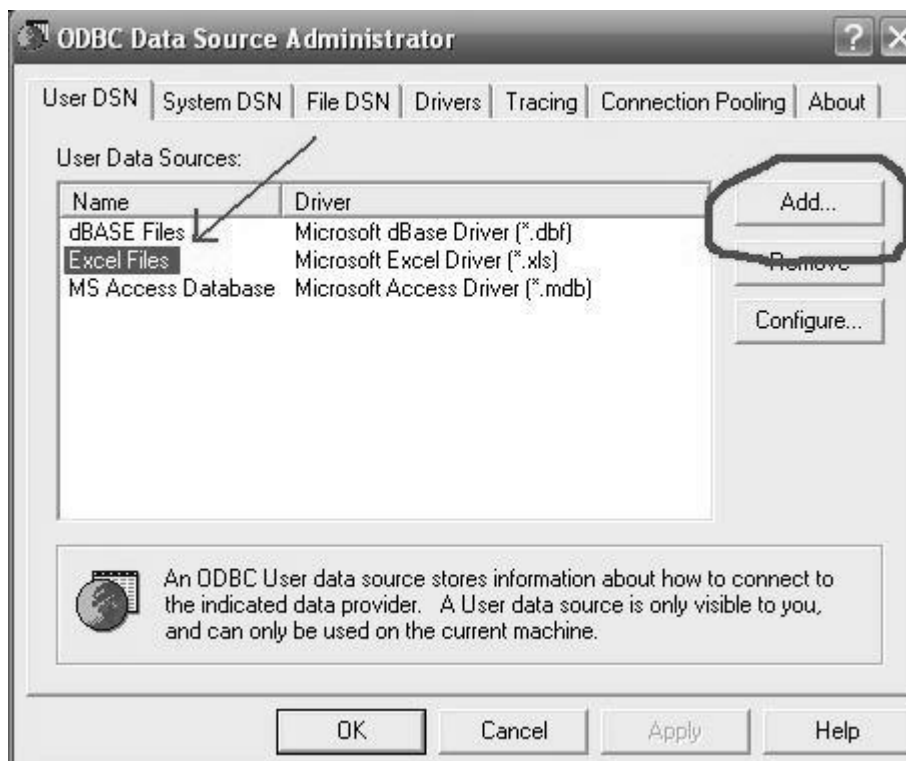 ODBC Data Source Administrator
?
User DSN System DSN File DSN Drivers Tracing Connection Pooling About
User Data Sources:
Name Driver
dBASE Files Microsoft dBase Driver (*.dbf)
Excel Files Microsoft Excel Driver (*.xls)
MS Access Database Microsoft Access Driver (*.mdb)
Add...
Remove
Configure...
An ODBC User data source stores information about how to connect to
the indicated data provider. A User data source is only visible to you,
and can only be used on the current machine.
OK Cancel Apply Help